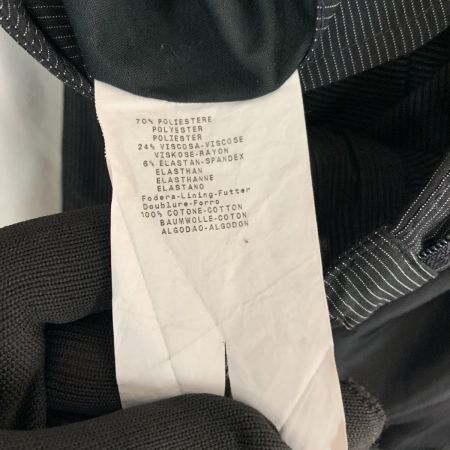 70% POLIESTERE
POLYESTER
POLIESTER
24% VISCOSA-VISCOSE
VISKOSE-RAYON
6% ELASTAN-SPANDEX
ELASTHAN
ELASTHANNE
ELASTANO
Fodera-Lining-Futter
Doublure-Forro
100% COTONE-COTTON
BAUMWOLLE-COTON
ALGODAO-ALGODON